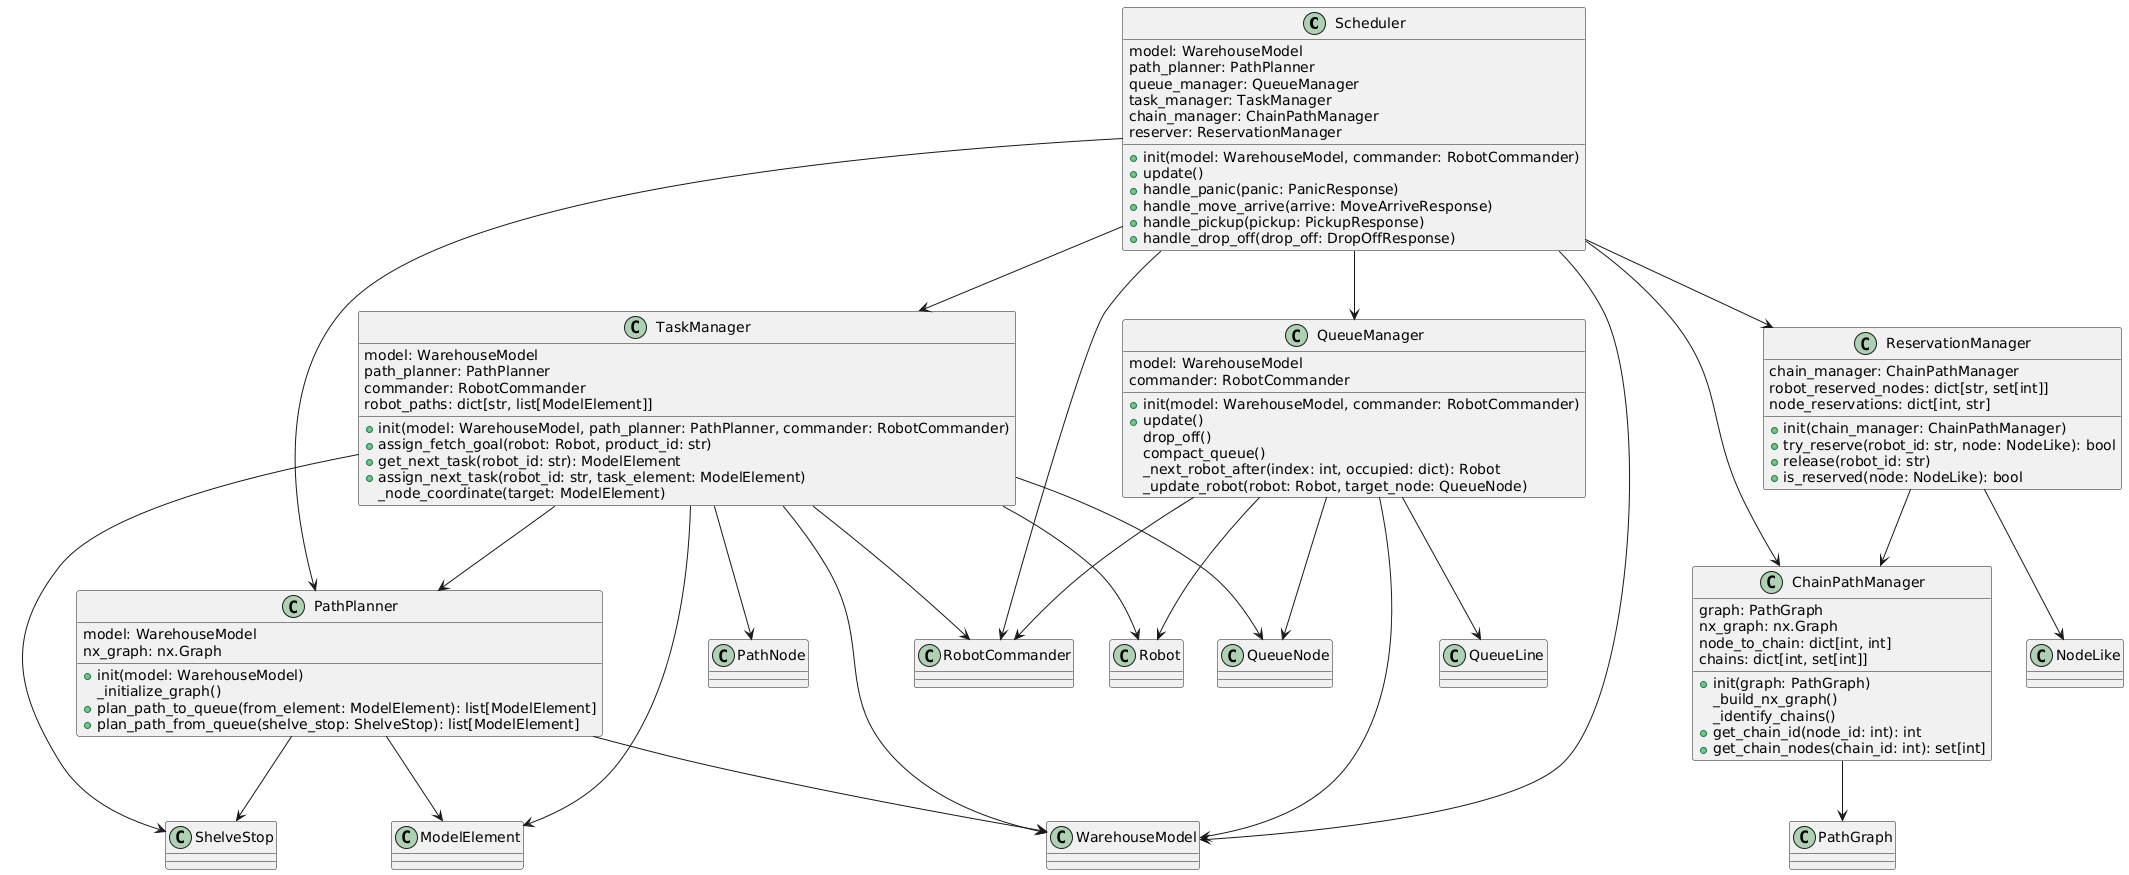 C Scheduler
model: WarehouseModel
path_planner: PathPlanner
queue_manager: QueueManager
task_manager: TaskManager
chain_manager: ChainPathManager
reserver: ReservationManager
init(model: WarehouseModel, commander: RobotCommander)
update()
handle_panic(panic: PanicResponse)
handle_move_arrive(arrive: MoveArriveResponse)
handle_pickup(pickup: PickupResponse)
handle_drop_off(drop_off: DropOffResponse)
C TaskManager
model: WarehouseModel
path_planner: PathPlanner
commander: RobotCommander
robot_paths: dict[str, list[ModelElement]]
init(model: WarehouseModel, path_planner: PathPlanner, commander: RobotCommander)
assign_fetch_goal(robot: Robot, product_id: str)
get_next_task(robot_id: str): ModelElement
assign_next_task(robot_id: str, task_element: ModelElement)
_node_coordinate(target: ModelElement)
C QueueManager
model: WarehouseModel
commander: RobotCommander
init(model: WarehouseModel, commander: RobotCommander)
update()
drop_off()
compact_queue()
_next_robot_after(index: int, occupied: dict): Robot
_update_robot(robot: Robot, target_node: QueueNode)
C ReservationManager
chain_manager: ChainPathManager
robot_reserved_nodes: dict[str, set[int]]
node_reservations: dict[int, str]
init(chain_manager: ChainPathManager)
try_reserve(robot_id: str, node: NodeLike): bool
release(robot_id: str)
is_reserved(node: NodeLike): bool
C PathPlanner
model: WarehouseModel
nx_graph: nx.Graph
init(model: WarehouseModel)
_initialize_graph()
plan_path_to_queue(from_element: ModelElement): list[ModelElement]
plan_path_from_queue(shelve_stop: ShelveStop): list[ModelElement]
C PathNode
C RobotCommander
C Robot
C QueueNode
C QueueLine
C ChainPathManager
graph: PathGraph
nx_graph: nx.Graph
node_to_chain: dict[int, int]
chains: dict[int, set[int]]
init(graph: PathGraph)
_build_nx_graph()
_identify_chains()
get_chain_id(node_id: int): int
get_chain_nodes(chain_id: int): set[int]
C NodeLike
C ShelveStop
C ModelElement
C WarehouseModel
C PathGraph